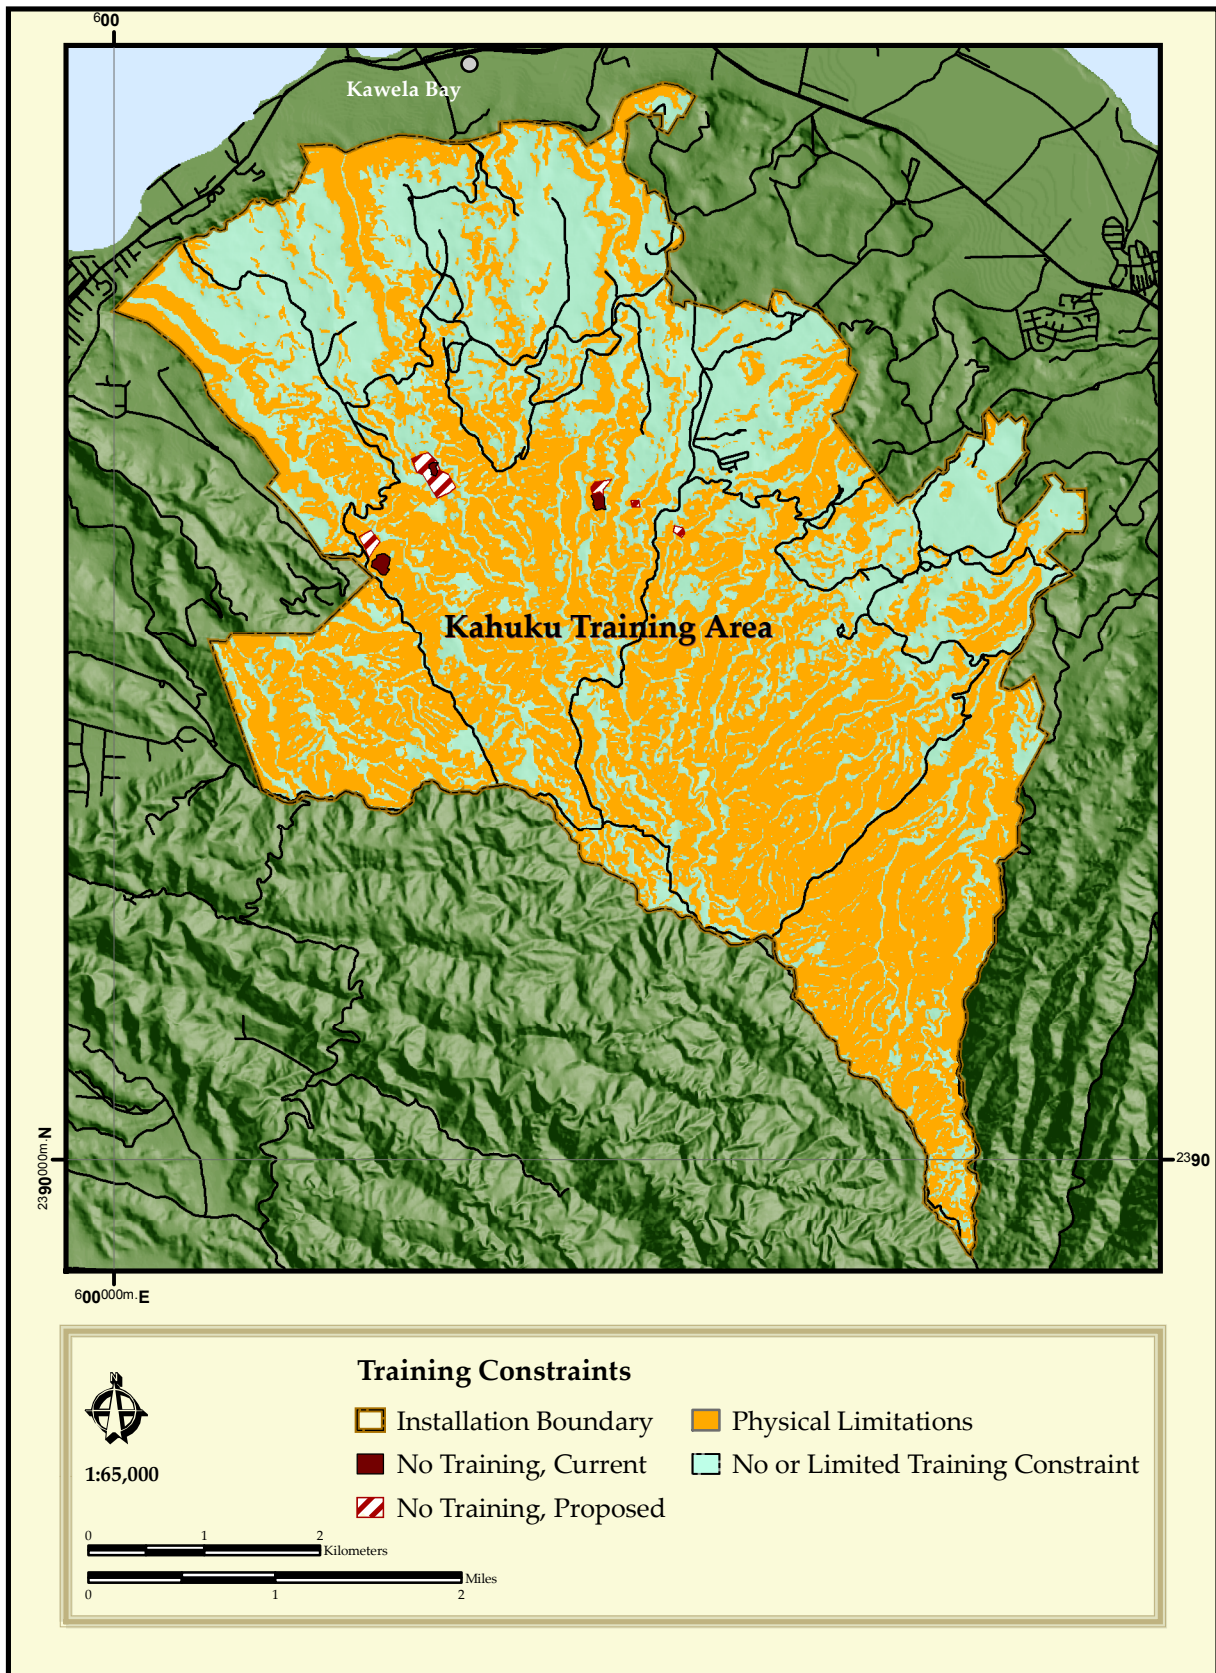 600
Kawela Bay
Kahuku Training Area
2390000m.N
2390
600000m.E
Training Constraints
N
Installation Boundary
Physical Limitations
No Training, Current
No or Limited Training Constraint
1:65,000
No Training, Proposed
0 1 2
Kilometers
Miles
0 1 2